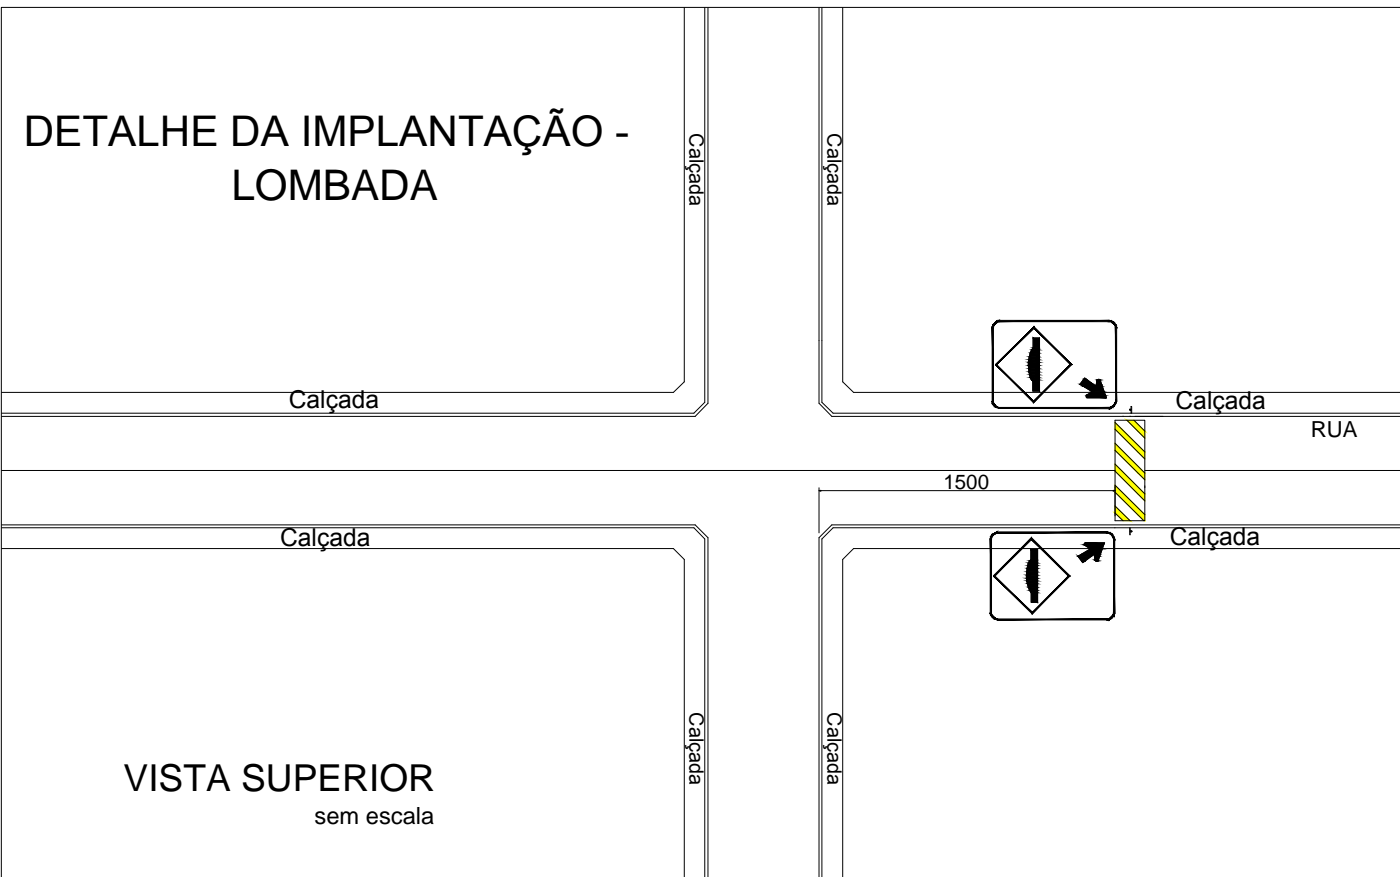 DETALHE DA IMPLANTAÇÃO -
LOMBADA
Calçada
Calçada
Calçada
Calçada
RUA
1500
Calçada
Calçada
Calçada
Calçada
VISTA SUPERIOR
sem escala